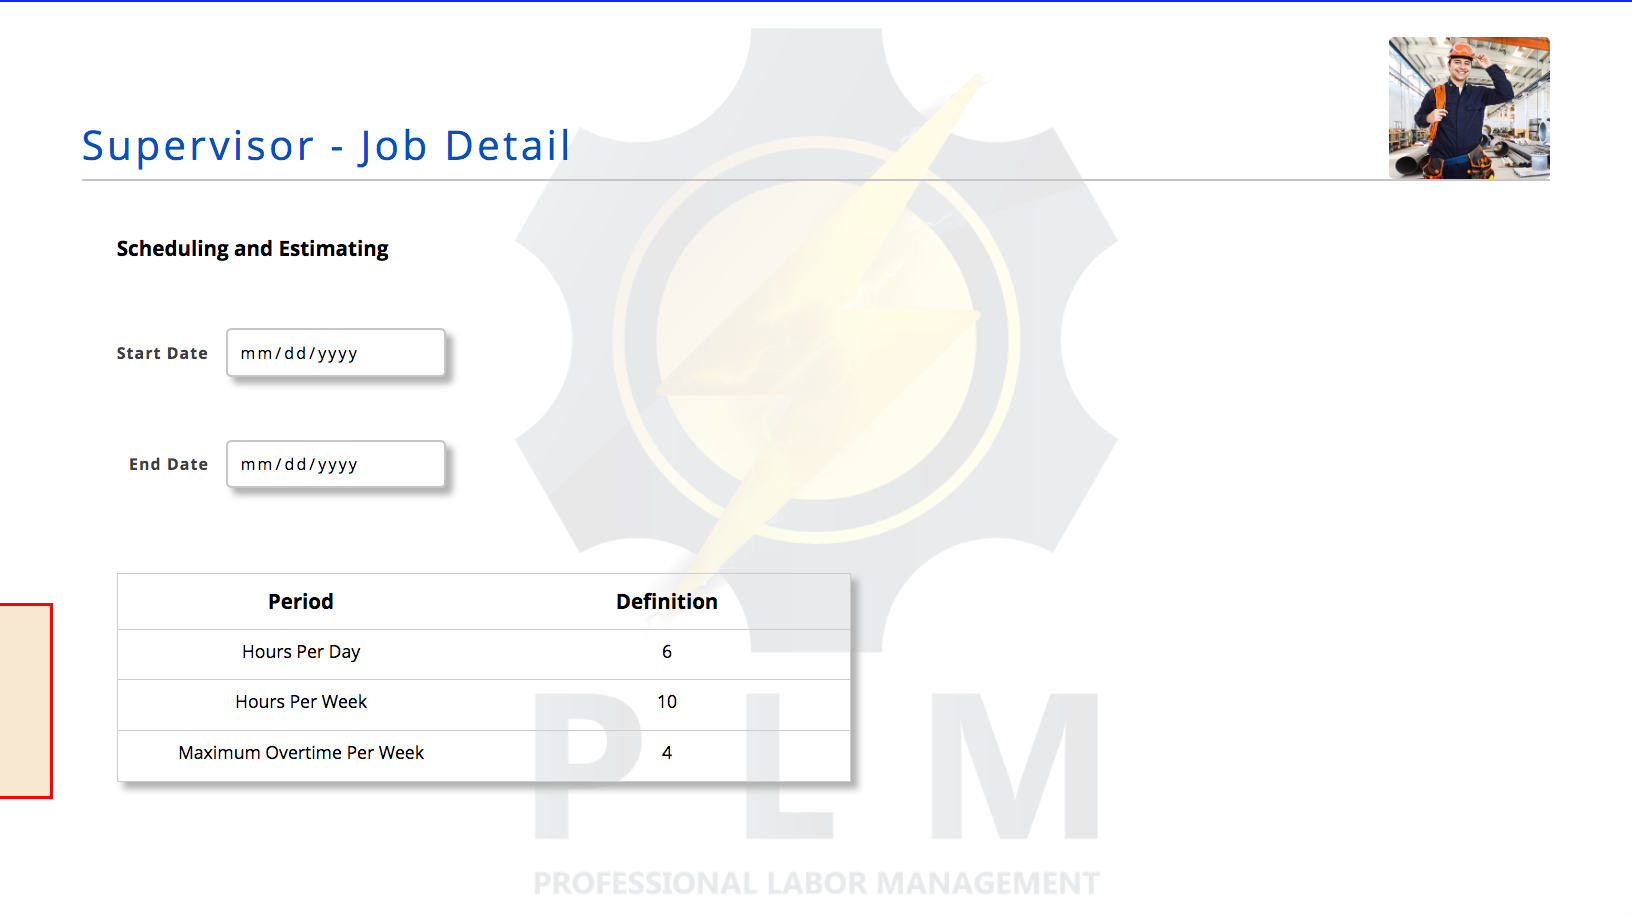 Supervisor - Job Detail
Scheduling and Estimating
Start Date mm/dd/yyyy
End Date mm/dd/yyyy
Period Definition
Hours Per Day 6
Hours Per Week 10
Maximum Overtime Per Week 4
PLM
PROFESSIONAL LABOR MANAGEMENT